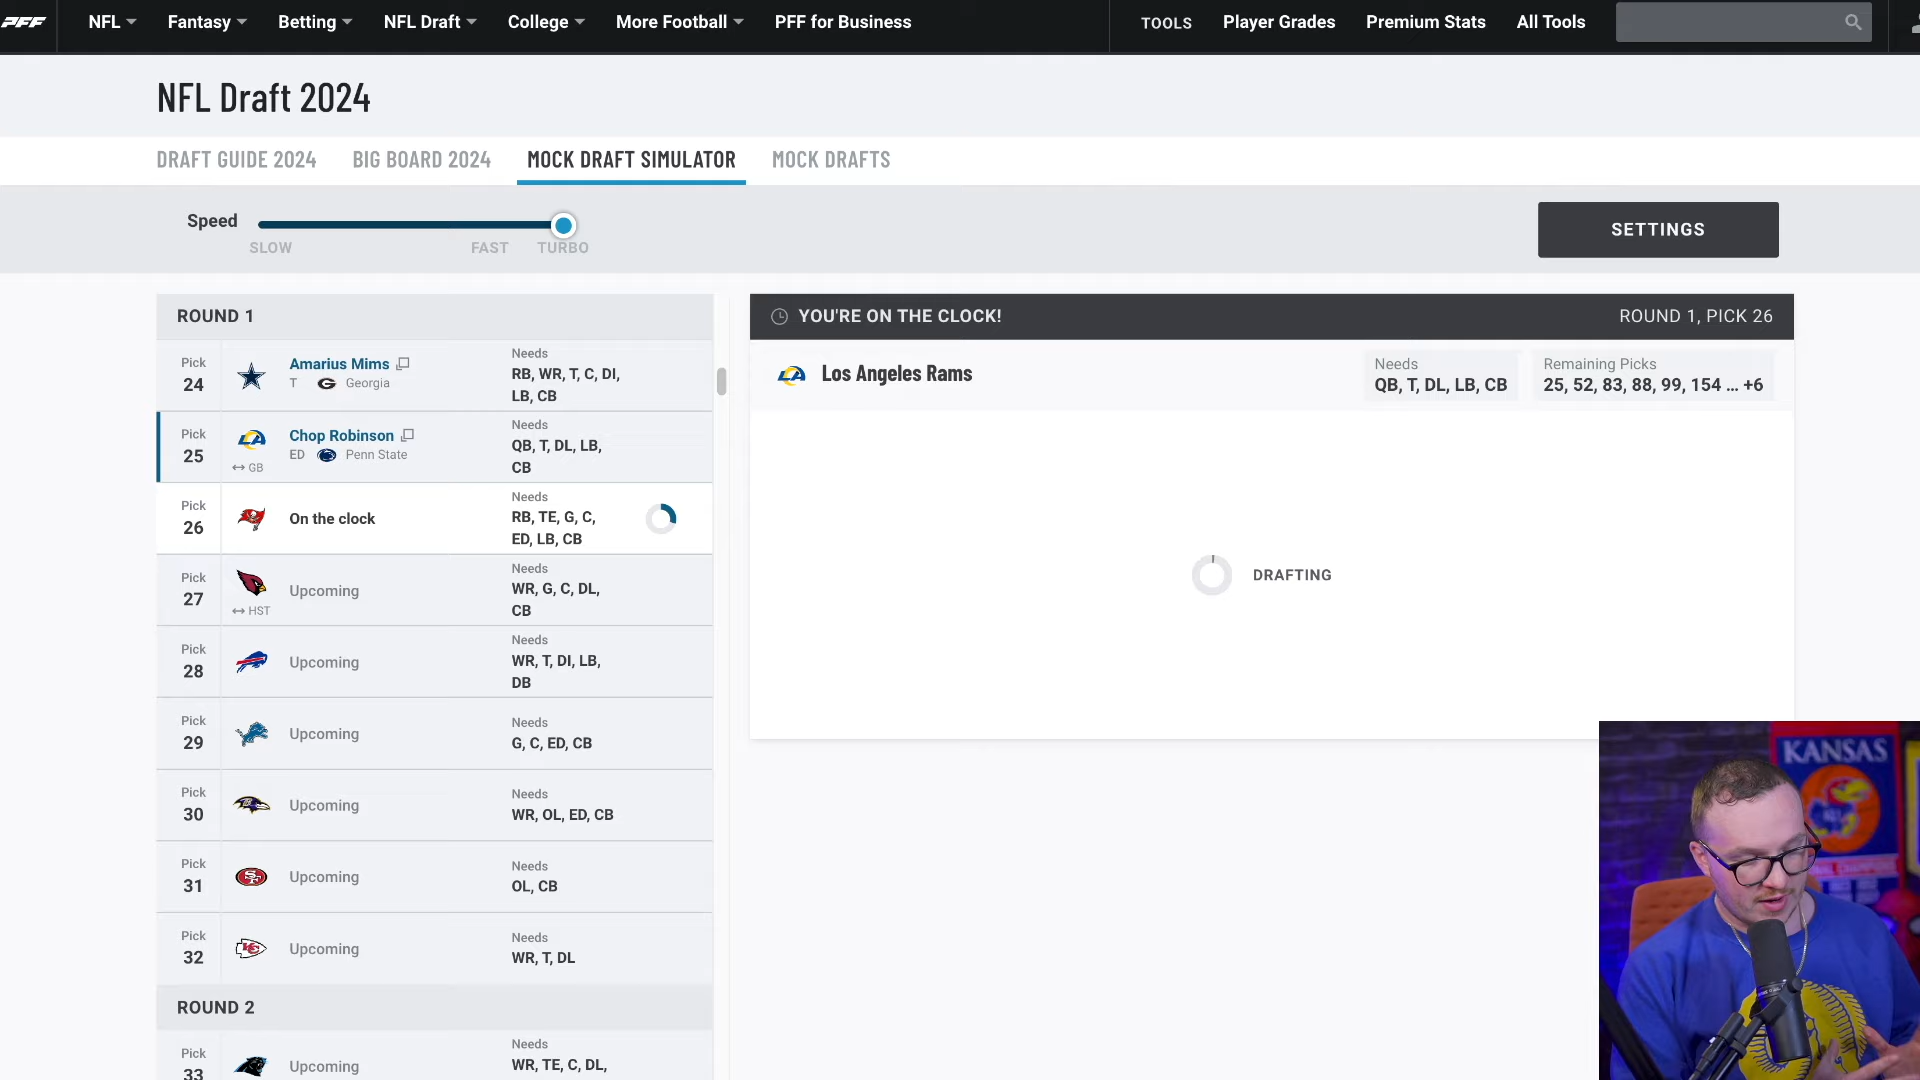 PFF
NFL
Fantasy
Betting
NFL Draft
College
More Football
PFF for Business
TOOLS
Player Grades
Premium Stats
All Tools
NFL Draft 2024
DRAFT GUIDE 2024
BIG BOARD 2024
MOCK DRAFT SIMULATOR
MOCK DRAFTS
Speed
SLOW
FAST
TURBO
SETTINGS
ROUND 1
Pick
24
Amarius Mims
T Georgia
Needs
RB, WR, T, C, DI,
LB, CB
Pick
25
↔ GB
Chop Robinson
ED Penn State
Needs
QB, T, DL, LB,
CB
Pick
26
On the clock
Needs
RB, TE, G, C,
ED, LB, CB
Pick
27
↔ HST
Upcoming
Needs
WR, G, C, DL,
CB
Pick
28
Upcoming
Needs
WR, T, DI, LB,
DB
Pick
29
Upcoming
Needs
G, C, ED, CB
Pick
30
Upcoming
Needs
WR, OL, ED, CB
Pick
31
Upcoming
Needs
OL, CB
Pick
32
Upcoming
Needs
WR, T, DL
ROUND 2
Pick
33
Upcoming
Needs
WR, TE, C, DL,
YOU'RE ON THE CLOCK!
ROUND 1, PICK 26
Los Angeles Rams
Needs
QB, T, DL, LB, CB
Remaining Picks
25, 52, 83, 88, 99, 154 ... +6
DRAFTING
KANSAS